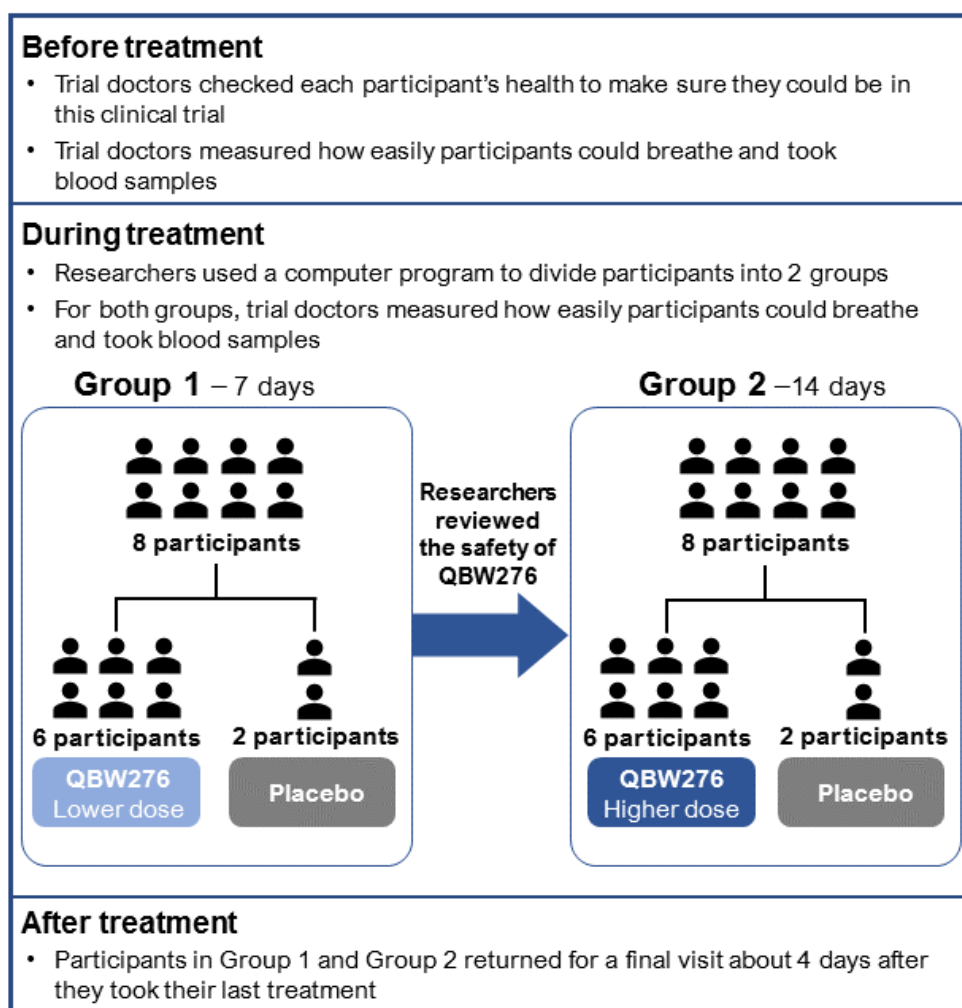 Before treatment
• Trial doctors checked each participant's health to make sure they could be in
this clinical trial
• Trial doctors measured how easily participants could breathe and took
blood samples
During treatment
• Researchers used a computer program to divide participants into 2 groups
• For both groups, trial doctors measured how easily participants could breathe
and took blood samples
Group 1 – 7 days
Group 2 –14 days
8 participants
Researchers
reviewed
the safety of
QBW276
8 participants
6 participants
2 participants
6 participants
2 participants
QBW276
Lower dose
Placebo
QBW276
Higher dose
Placebo
After treatment
• Participants in Group 1 and Group 2 returned for a final visit about 4 days after
they took their last treatment